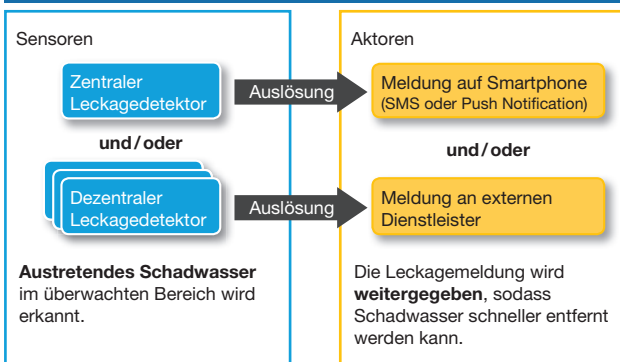 Sensoren
Zentraler
Leckagedetektor
und/oder
Dezentraler
Leckagedetektor
Austretendes Schadwasser
im überwachten Bereich wird
erkannt.
Auslösung
Auslösung
Aktoren
Meldung auf Smartphone
(SMS oder Push Notification)
und/oder
Meldung an externen
Dienstleister
Die Leckagemeldung wird
weitergegeben, sodass
Schadwasser schneller entfernt
werden kann.